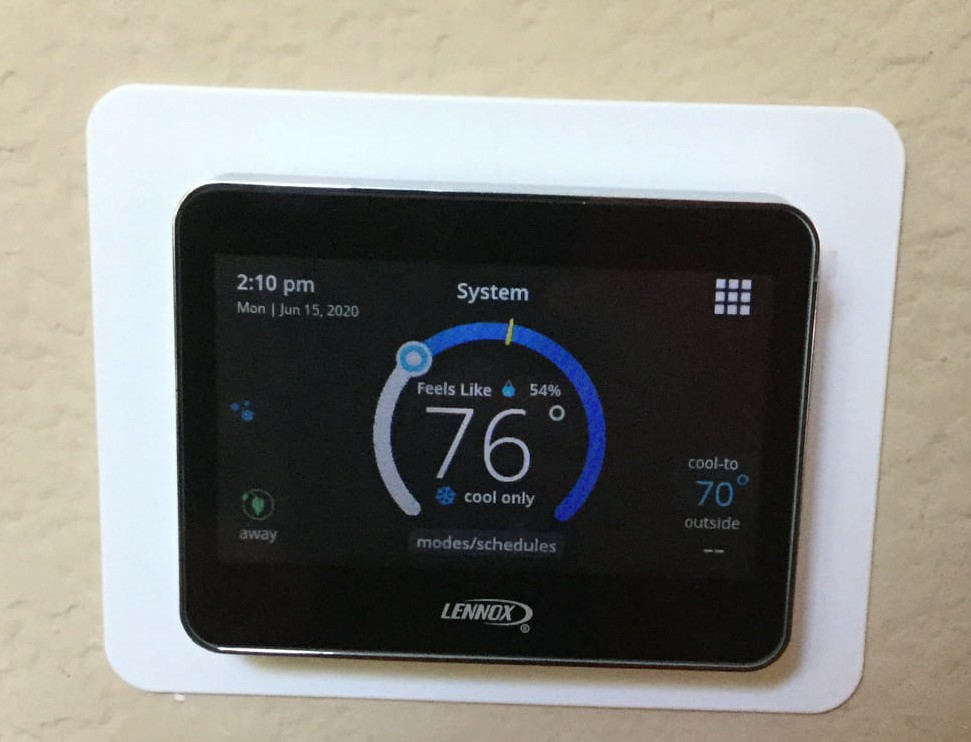 2:10 pm
System
Mon | Jun 15, 2020
Feels Like 54%
76°
cool only
cool-to
70°
outside
--
away
modes/schedules
LENNOX®